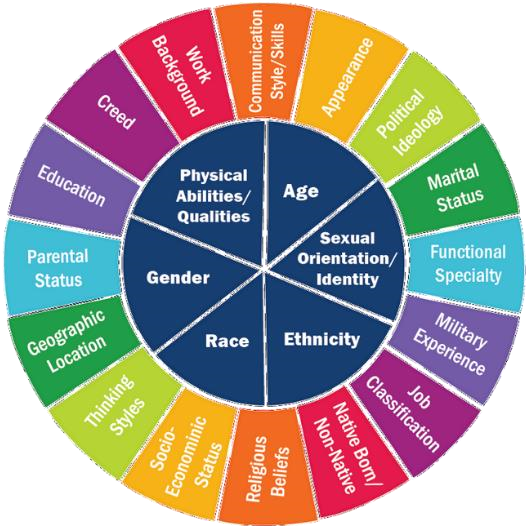 Communication
Style/Skills
Appearance
Political
Ideology
Marital
Status
Functional
Specialty
Military
Experience
Job
Classification
Native Born/
Non-Native
Religious
Beliefs
Socio-
Econominic
Status
Thinking
Styles
Geographic
Location
Parental
Status
Education
Creed
Work
Background
Age
Sexual
Orientation/
Identity
Ethnicity
Race
Gender
Physical
Abilities/
Qualities